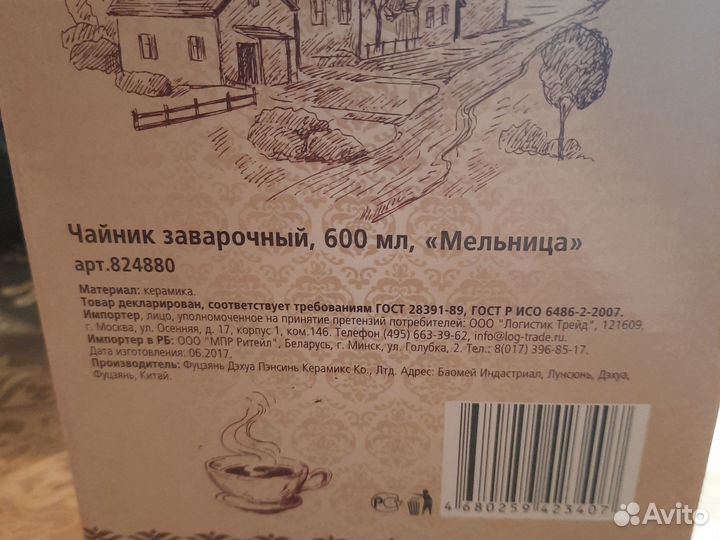 Чайник заварочный, 600 мл, «Мельница»
арт.824880
Материал: керамика.
Товар декларирован, соответствует требованиям ГОСТ 28391-89, ГОСТ Р ИСО 6486-2-2007.
Импортер, лицо, уполномоченное на принятие претензий потребителей: ООО "Логистик Трейд", 121609,
г. Москва, ул. Осенняя, д. 17, корпус 1, ком.146. Телефон (495) 663-39-62, info@log-trade.ru.
Импортер в РБ: ООО "МПР Ритейл", Беларусь, г. Минск, ул. Голубка, 2. Тел.: 8(017) 396-85-17.
Дата изготовления: 06.2017.
Производитель: Фуцзянь Дэхуа Пэнсинь Керамикс Ко., Лтд. Адрес: Баомей Индастриал, Лунсюнь, Дэхуа,
Фуцзянь, Китай.
РСТ
4 680259 423407
Avito